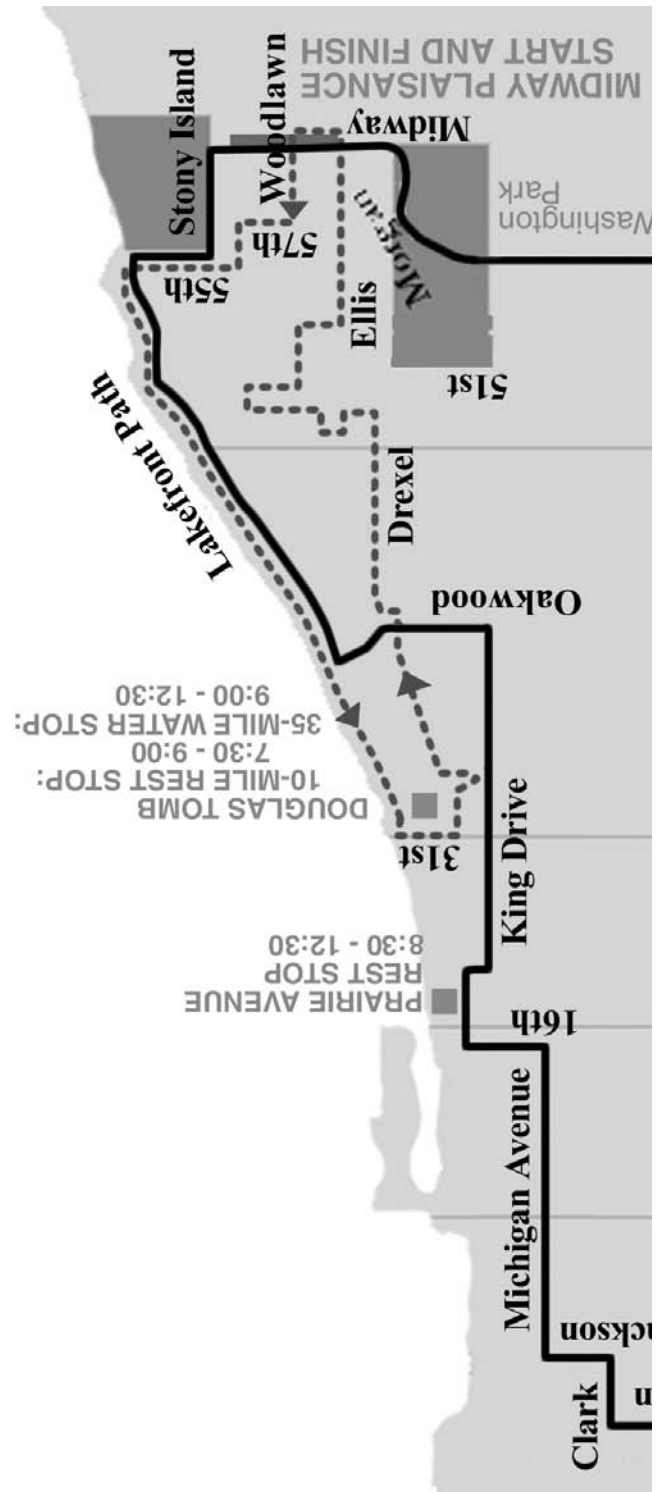 Clark
ckson
Michigan Avenue
16th
PRAIRIE AVENUE
REST STOP
8:30 - 12:30
King Drive
31st
DOUGLAS TOMB
10-MILE REST STOP:
7:30 - 9:00
35-MILE WATER STOP:
9:00 - 12:30
Oakwood
Drexel
Lakefront Path
51st
Ellis
Morgan
55th
57th
Washington
Park
Stony Island
Woodlawn
Midway
MIDWAY PLAISANCE
START AND FINISH